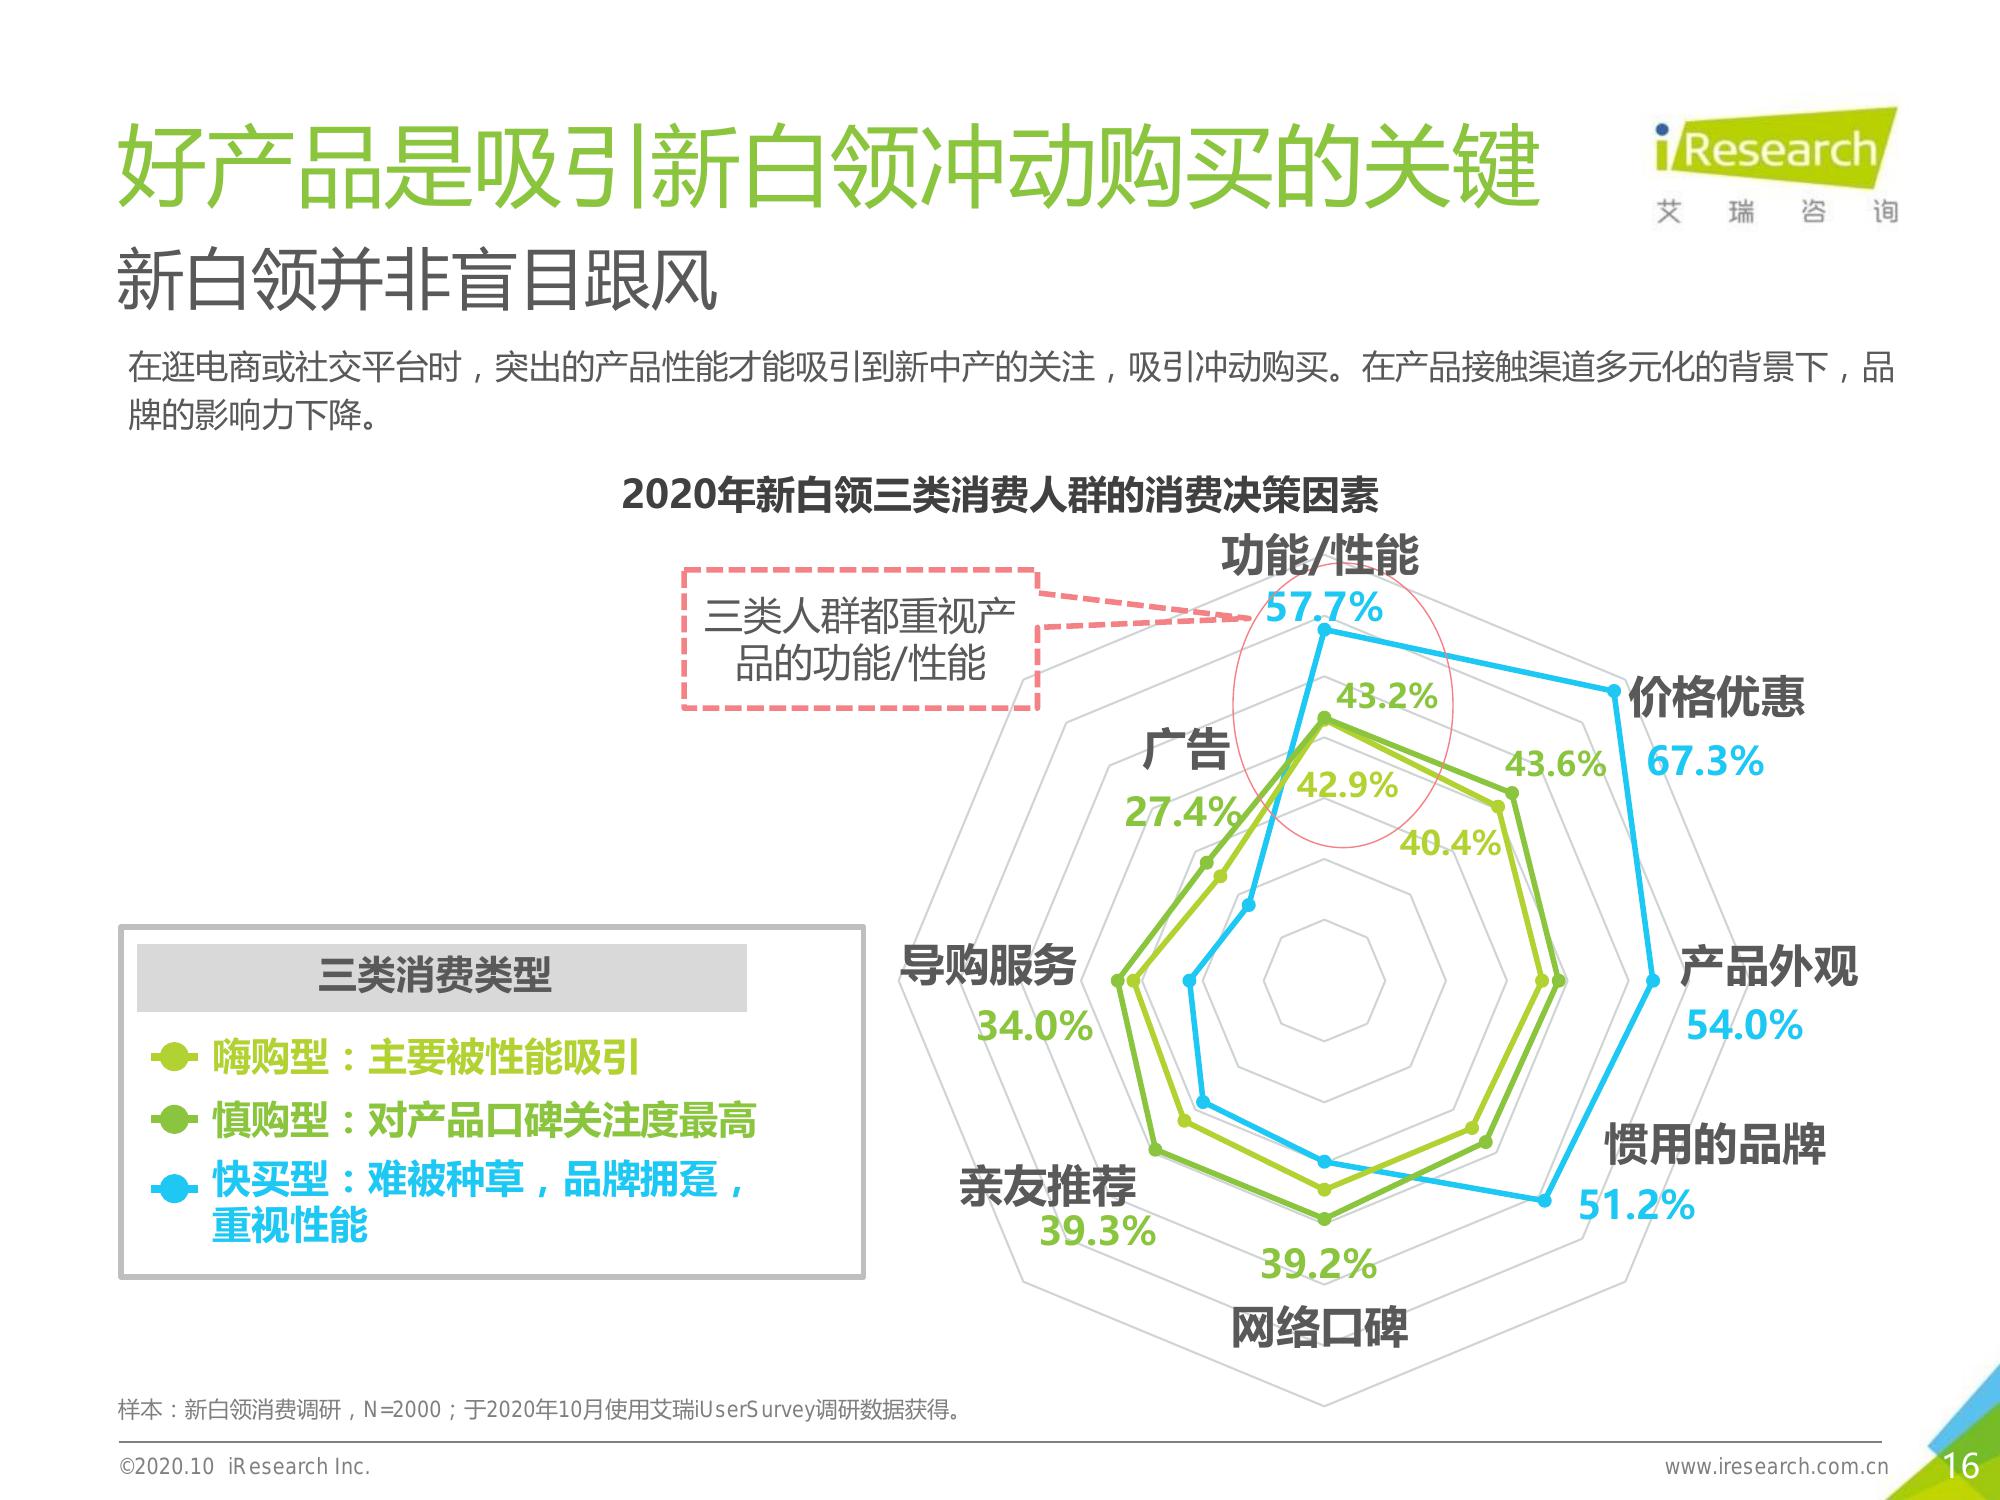 好产品是吸引新白领冲动购买的关键
iResearch
艾瑞咨询
新白领并非盲目跟风
在逛电商或社交平台时，突出的产品性能才能吸引到新中产的关注，吸引冲动购买。在产品接触渠道多元化的背景下，品
牌的影响力下降。
2020年新白领三类消费人群的消费决策因素
三类人群都重视产
品的功能/性能
功能/性能
57.7%
43.2%
42.9%
价格优惠
67.3%
43.6%
40.4%
广告
27.4%
导购服务
34.0%
产品外观
54.0%
惯用的品牌
51.2%
亲友推荐
39.3%
39.2%
网络口碑
三类消费类型
嗨购型：主要被性能吸引
慎购型：对产品口碑关注度最高
快买型：难被种草，品牌拥趸，
重视性能
样本：新白领消费调研，N=2000；于2020年10月使用艾瑞iUserSurvey调研数据获得。
©2020.10 iResearch Inc.
www.iresearch.com.cn
16